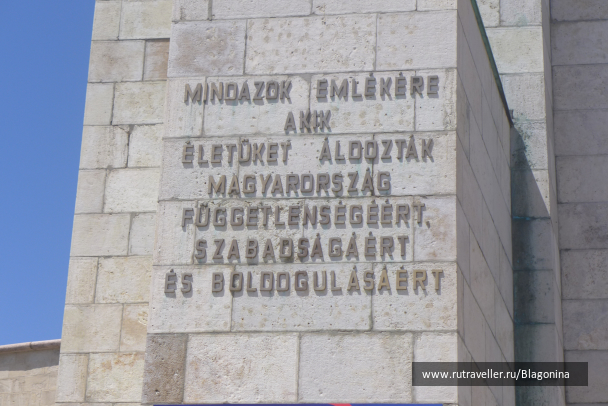 MINDAZOK EMLÉKÉRE
AKIK
ÉLETÜKET ÁLDOZTÁK
MAGYARORSZÁG
FÜGGETLENSÉGÉÉRT,
SZABADSÁGÁÉRT
ÉS BOLDOGULÁSÁÉRT
www.rutraveller.ru/Blagonina